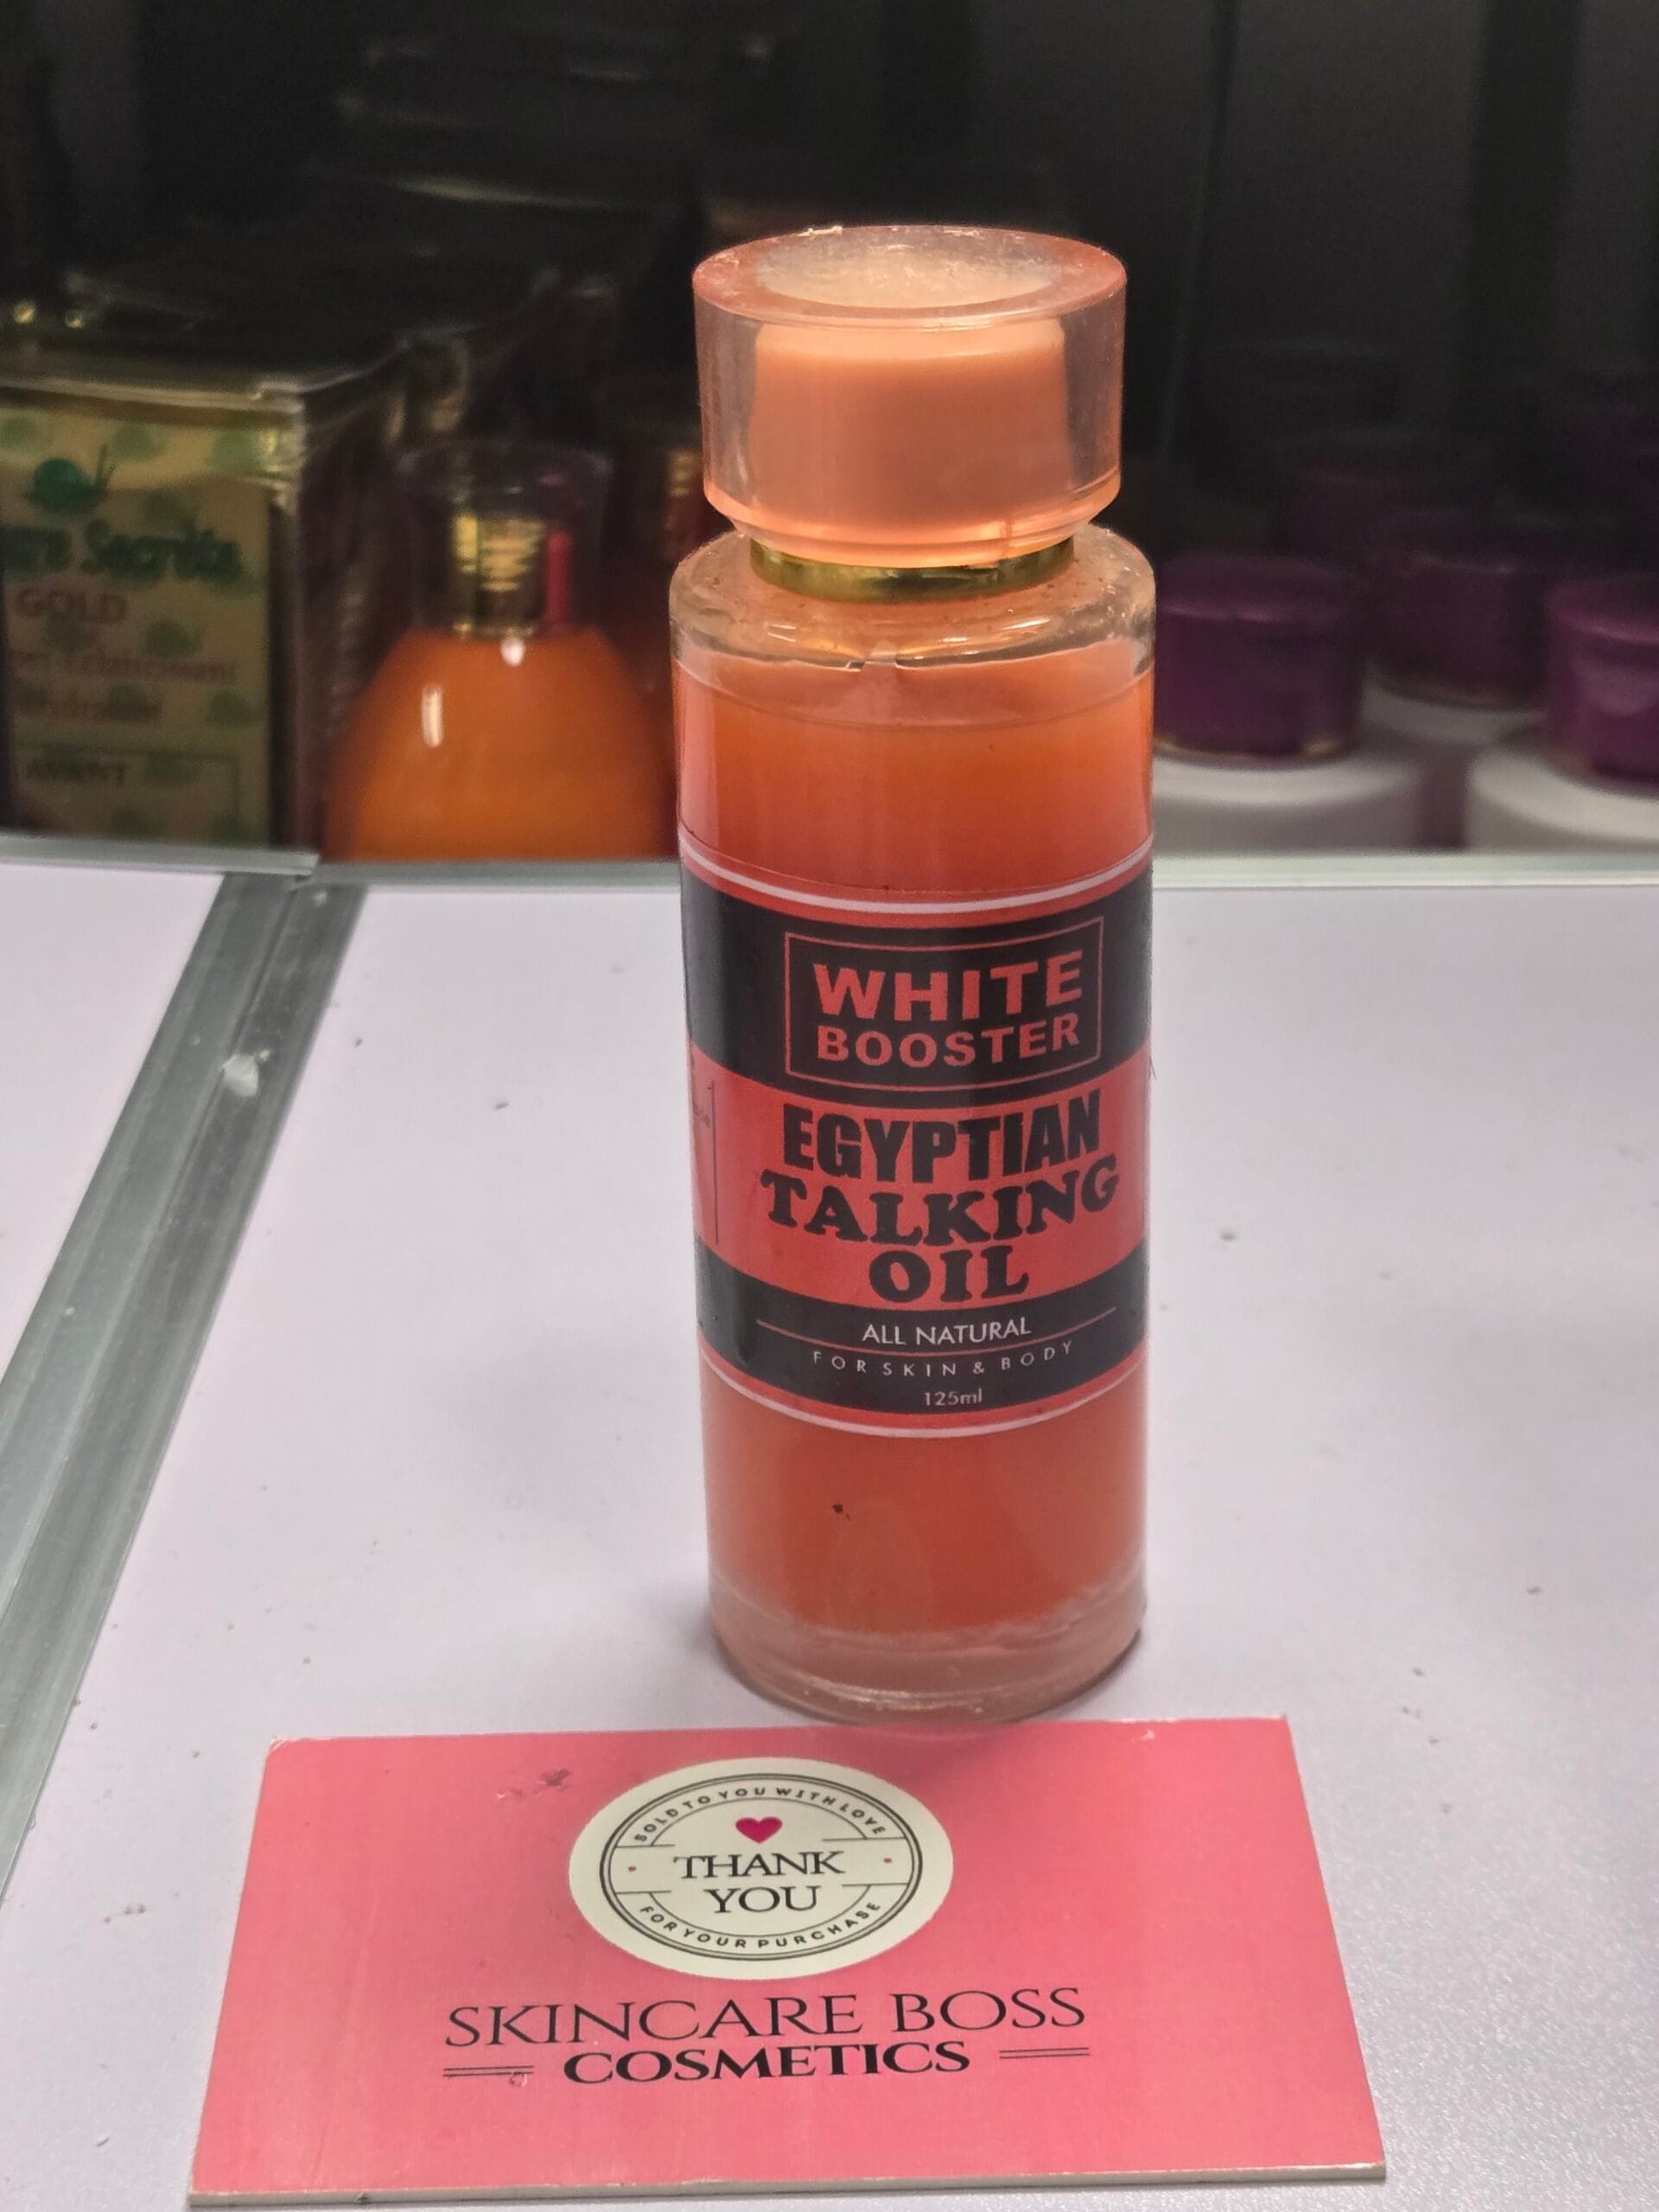 Secrets
GOLD
WHITE
BOOSTER
EGYPTIAN
TALKING
OIL
ALL NATURAL
FOR SKIN & BODY
125ml
SOLD TO YOU WITH LOVE
THANK
YOU
FOR YOUR PURCHASE
SKINCARE BOSS
COSMETICS